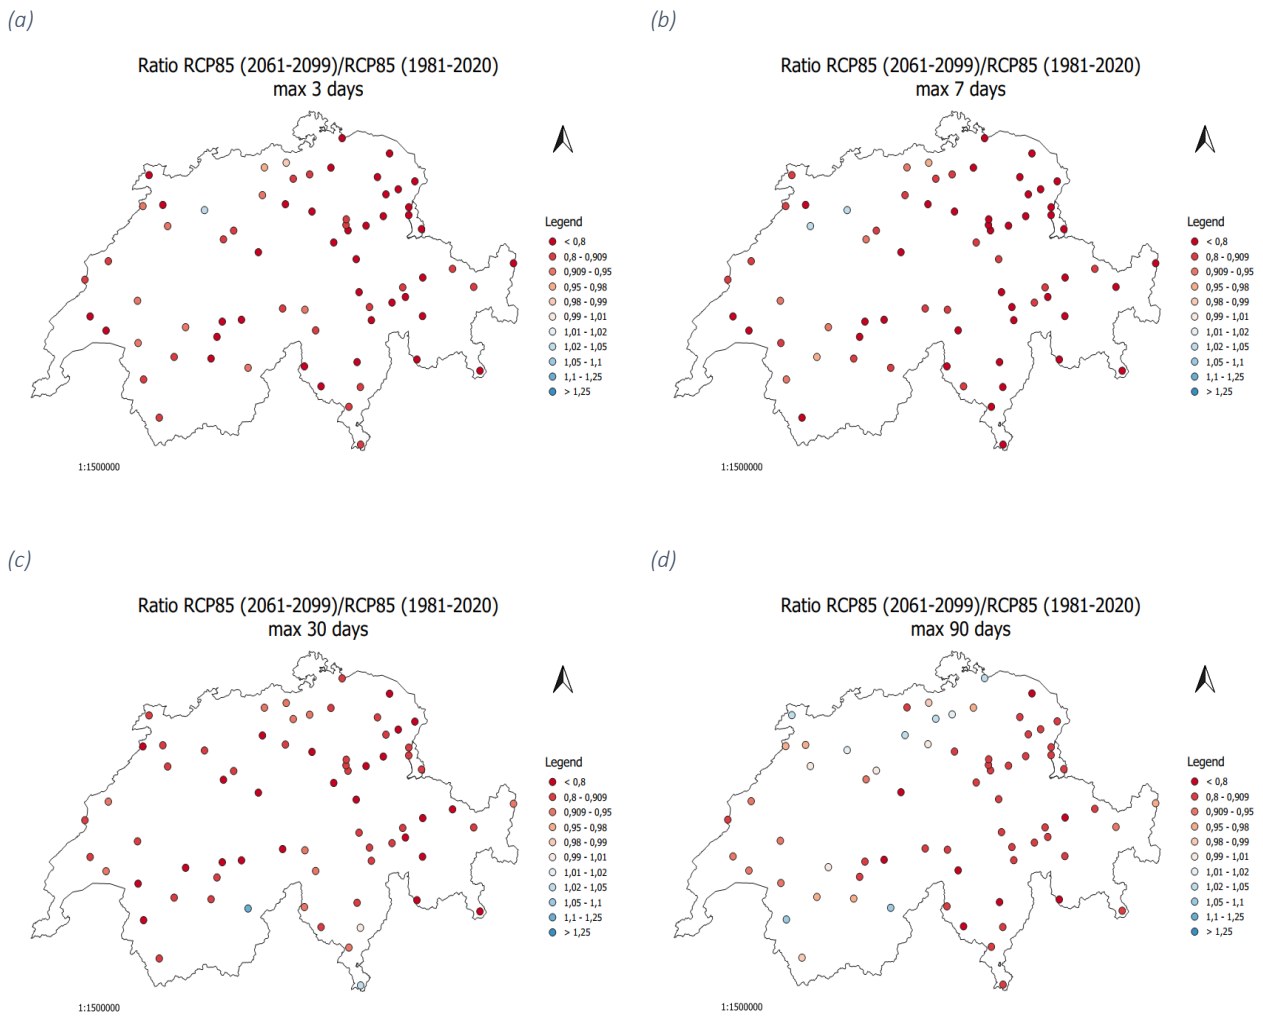 (a)
Ratio RCP85 (2061-2099)/RCP85 (1981-2020)
max 3 days
Legend
< 0,8
0,8 - 0,909
0,909 - 0,95
0,95 - 0,98
0,98 - 0,99
0,99 - 1,01
1,01 - 1,02
1,02 - 1,05
1,05 - 1,1
1,1 - 1,25
> 1,25
1:1500000
(b)
Ratio RCP85 (2061-2099)/RCP85 (1981-2020)
max 7 days
Legend
< 0,8
0,8 - 0,909
0,909 - 0,95
0,95 - 0,98
0,98 - 0,99
0,99 - 1,01
1,01 - 1,02
1,02 - 1,05
1,05 - 1,1
1,1 - 1,25
> 1,25
1:1500000
(c)
Ratio RCP85 (2061-2099)/RCP85 (1981-2020)
max 30 days
Legend
< 0,8
0,8 - 0,909
0,909 - 0,95
0,95 - 0,98
0,98 - 0,99
0,99 - 1,01
1,01 - 1,02
1,02 - 1,05
1,05 - 1,1
1,1 - 1,25
> 1,25
1:1500000
(d)
Ratio RCP85 (2061-2099)/RCP85 (1981-2020)
max 90 days
Legend
< 0,8
0,8 - 0,909
0,909 - 0,95
0,95 - 0,98
0,98 - 0,99
0,99 - 1,01
1,01 - 1,02
1,02 - 1,05
1,05 - 1,1
1,1 - 1,25
> 1,25
1:1500000